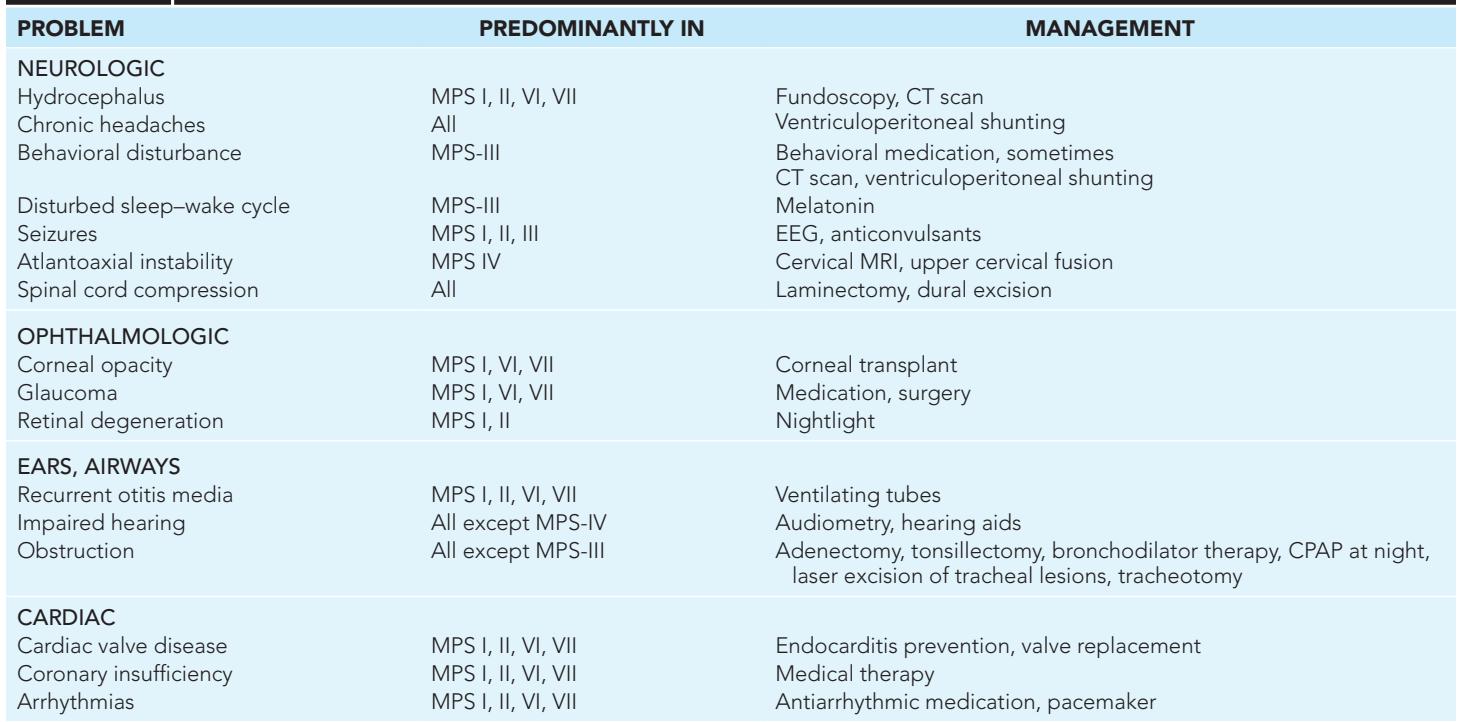 PROBLEM PREDOMINANTLY IN MANAGEMENT
NEUROLOGIC
Hydrocephalus MPS I, II, VI, VII Fundoscopy, CT scan
Chronic headaches All Ventriculoperitoneal shunting
Behavioral disturbance MPS-III Behavioral medication, sometimes
CT scan, ventriculoperitoneal shunting
Disturbed sleep–wake cycle MPS-III Melatonin
Seizures MPS I, II, III EEG, anticonvulsants
Atlantoaxial instability MPS IV Cervical MRI, upper cervical fusion
Spinal cord compression All Laminectomy, dural excision
OPHTHALMOLOGIC
Corneal opacity MPS I, VI, VII Corneal transplant
Glaucoma MPS I, VI, VII Medication, surgery
Retinal degeneration MPS I, II Nightlight
EARS, AIRWAYS
Recurrent otitis media MPS I, II, VI, VII Ventilating tubes
Impaired hearing All except MPS-IV Audiometry, hearing aids
Obstruction All except MPS-III Adenectomy, tonsillectomy, bronchodilator therapy, CPAP at night,
laser excision of tracheal lesions, tracheotomy
CARDIAC
Cardiac valve disease MPS I, II, VI, VII Endocarditis prevention, valve replacement
Coronary insufficiency MPS I, II, VI, VII Medical therapy
Arrhythmias MPS I, II, VI, VII Antiarrhythmic medication, pacemaker